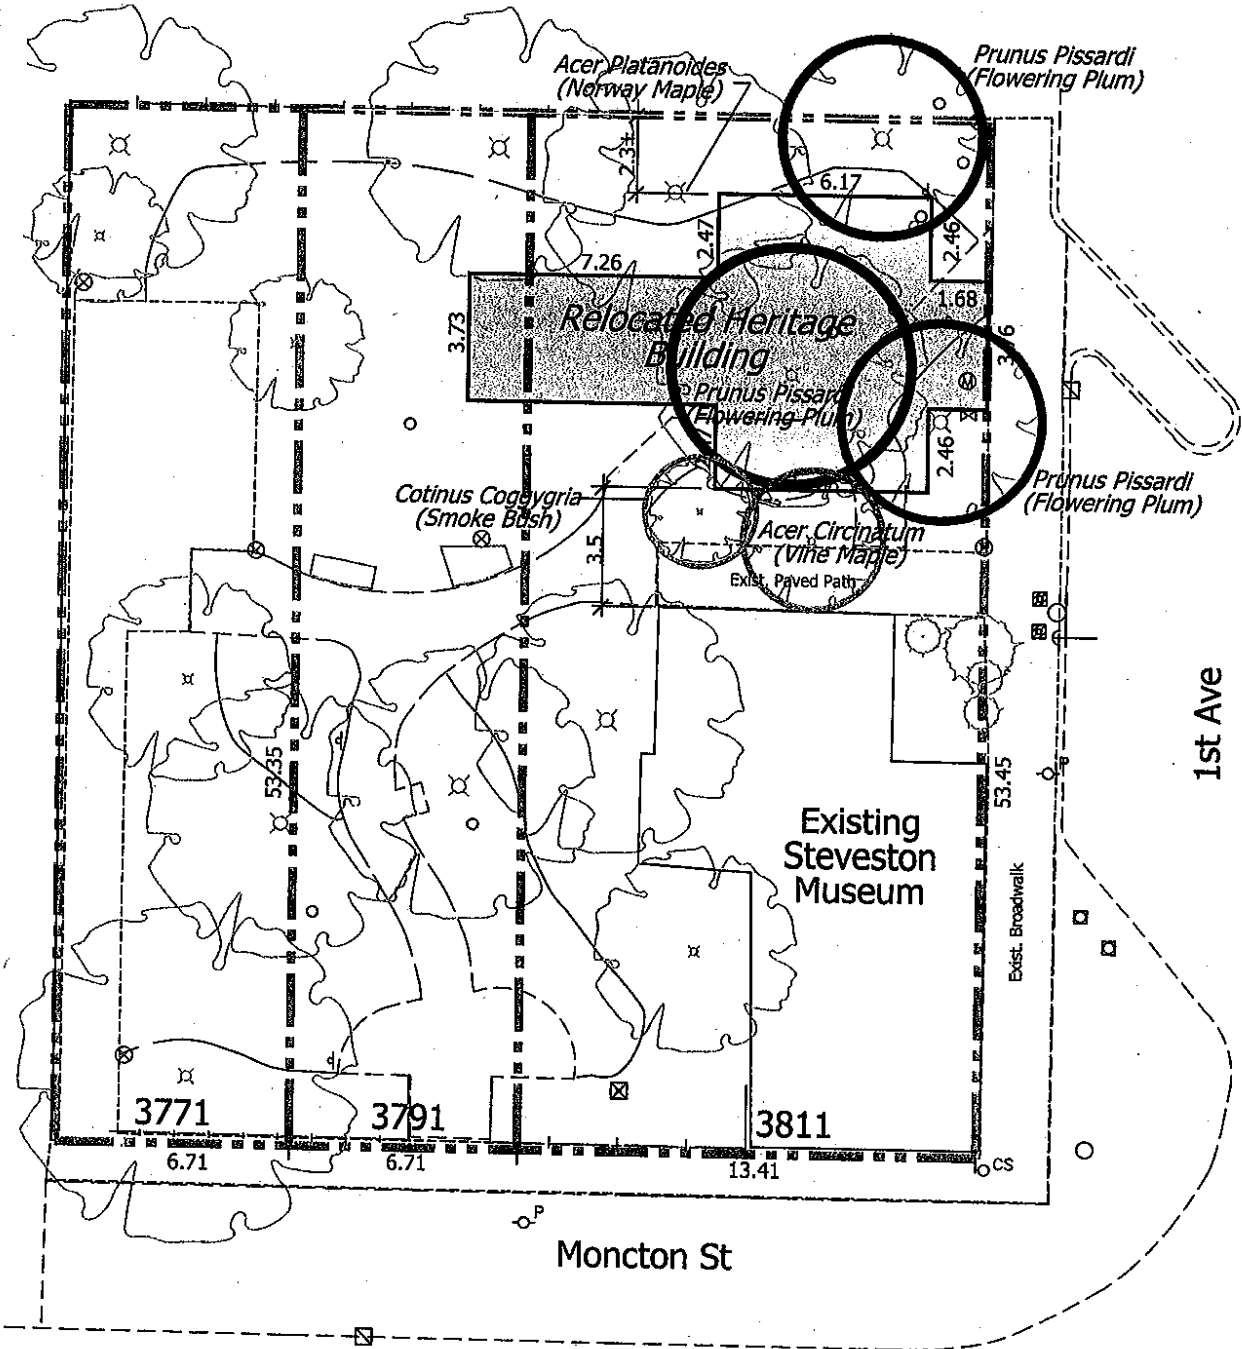 Acer Platanoides
(Norway Maple)
Prunus Pissardi
(Flowering Plum)
2.3
6.17
2.47
2.46
7.26
1.68
3.73
Relocated Heritage
Building
Prunus Pissardi
(Flowering Plum)
M
2.46
Prunus Pissardi
(Flowering Plum)
Cotinus Coggygria
(Smoke Bush)
3.5
Acer Circinatum
(Vine Maple)
Exist. Paved Path
1st Ave
53.35
53.45
P
Existing
Steveston
Museum
Exist. Broadwalk
3771
3791
3811
6.71
6.71
13.41
CS
P
Moncton St